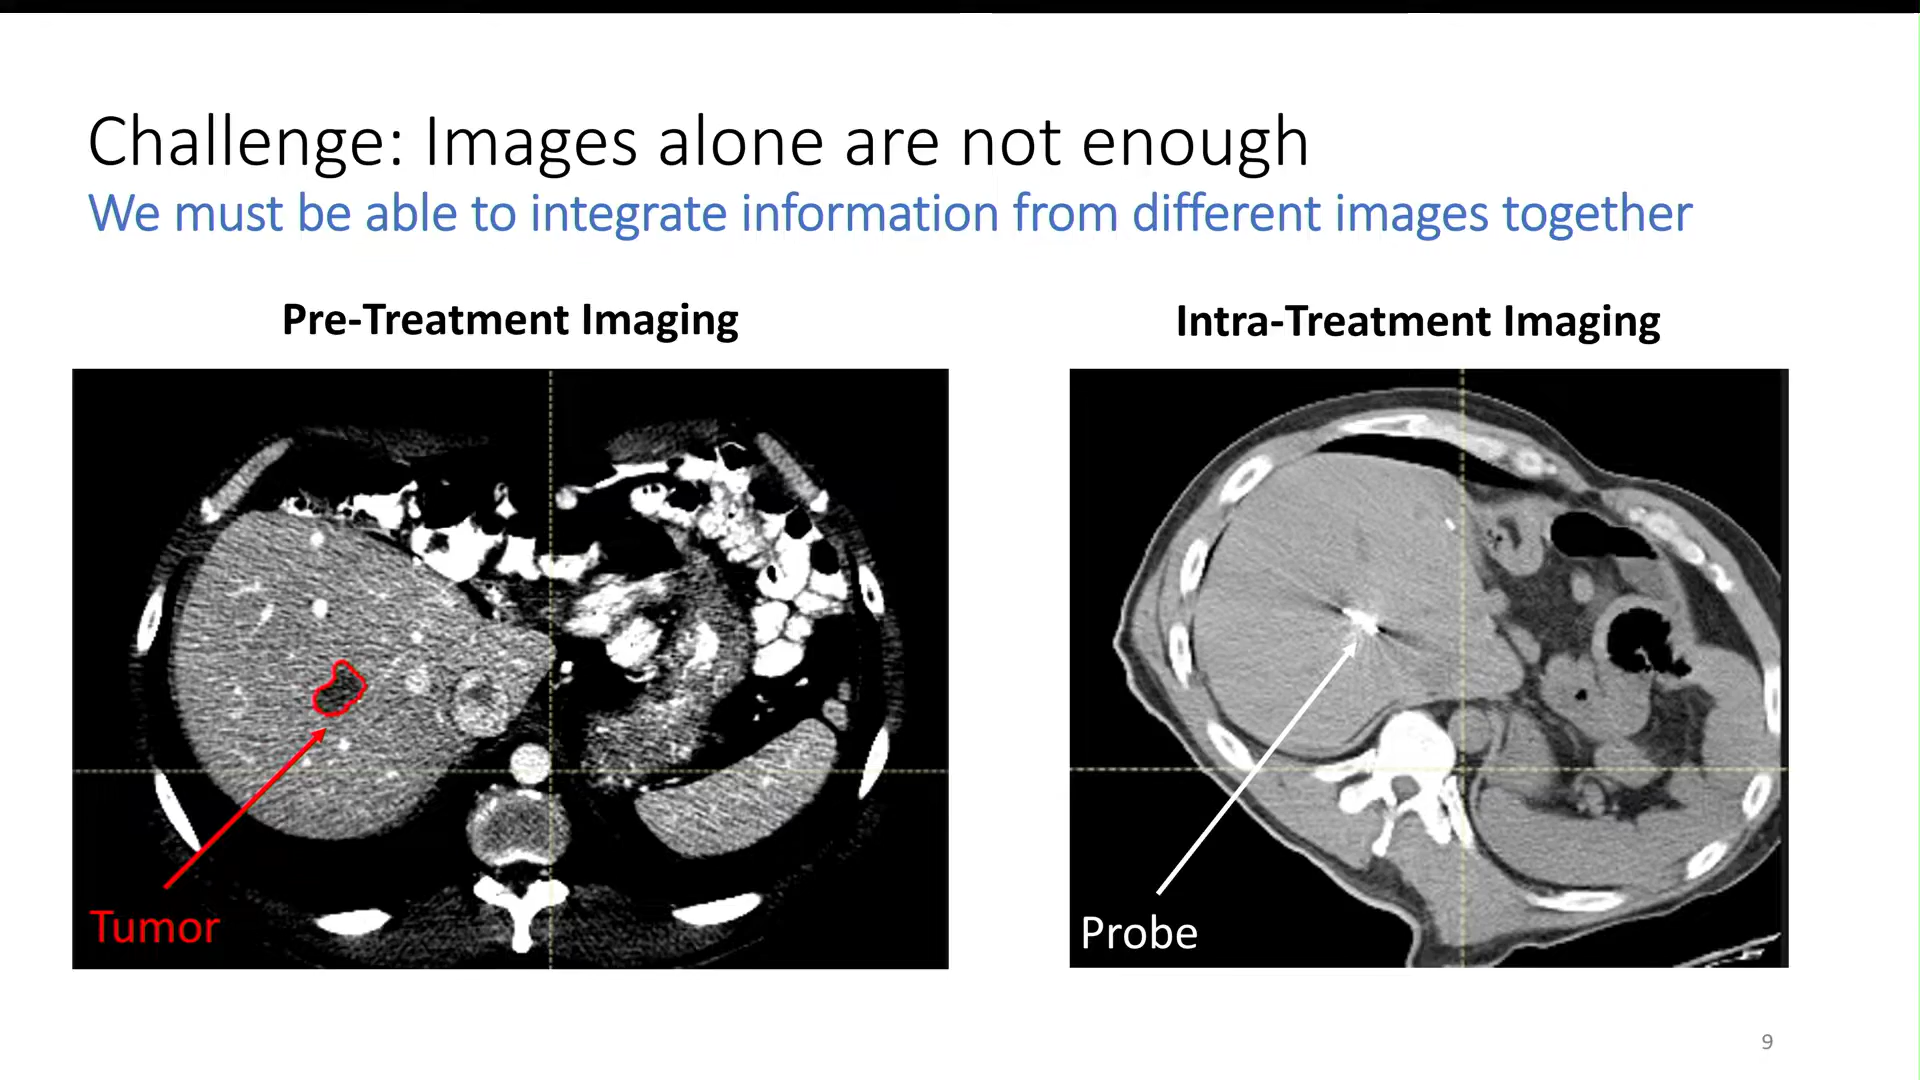 Challenge: Images alone are not enough
We must be able to integrate information from different images together
Pre-Treatment Imaging
Intra-Treatment Imaging
Tumor
Probe
9